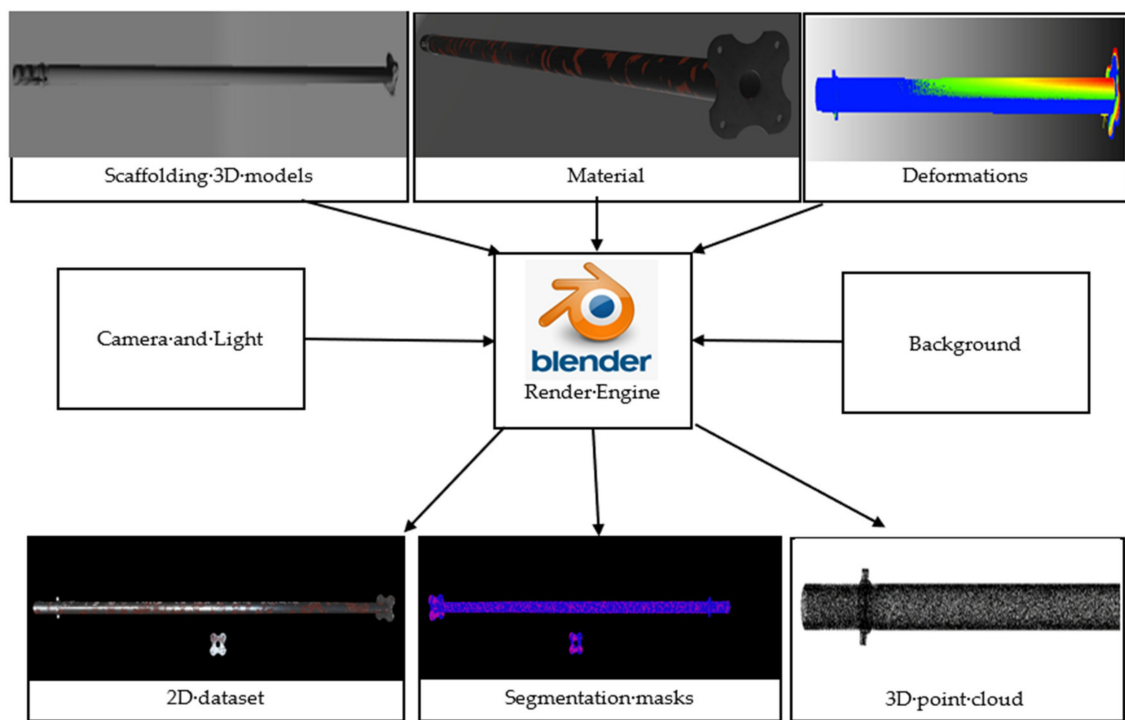 Scaffolding·3D·models
Material
Deformations
Camera·and·Light
blender
Render·Engine
Background
2D·dataset
Segmentation·masks
3D·point·cloud